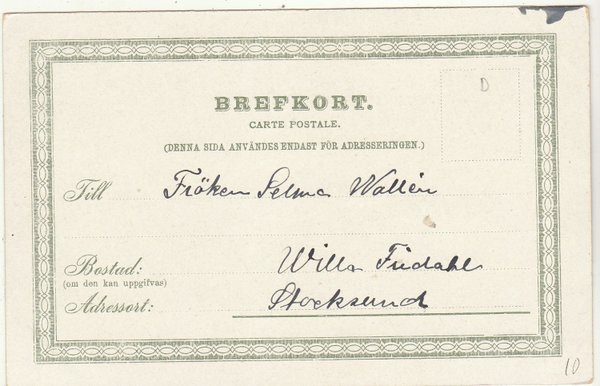 D
BREFKORT.
CARTE POSTALE.
(DENNA SIDA ANVÄNDES ENDAST FÖR ADRESSERINGEN.)
Till Fröken Selma Wallén
Bostad: Willa
(om den kan uppgifvas)
Adressort: Stocksund
10